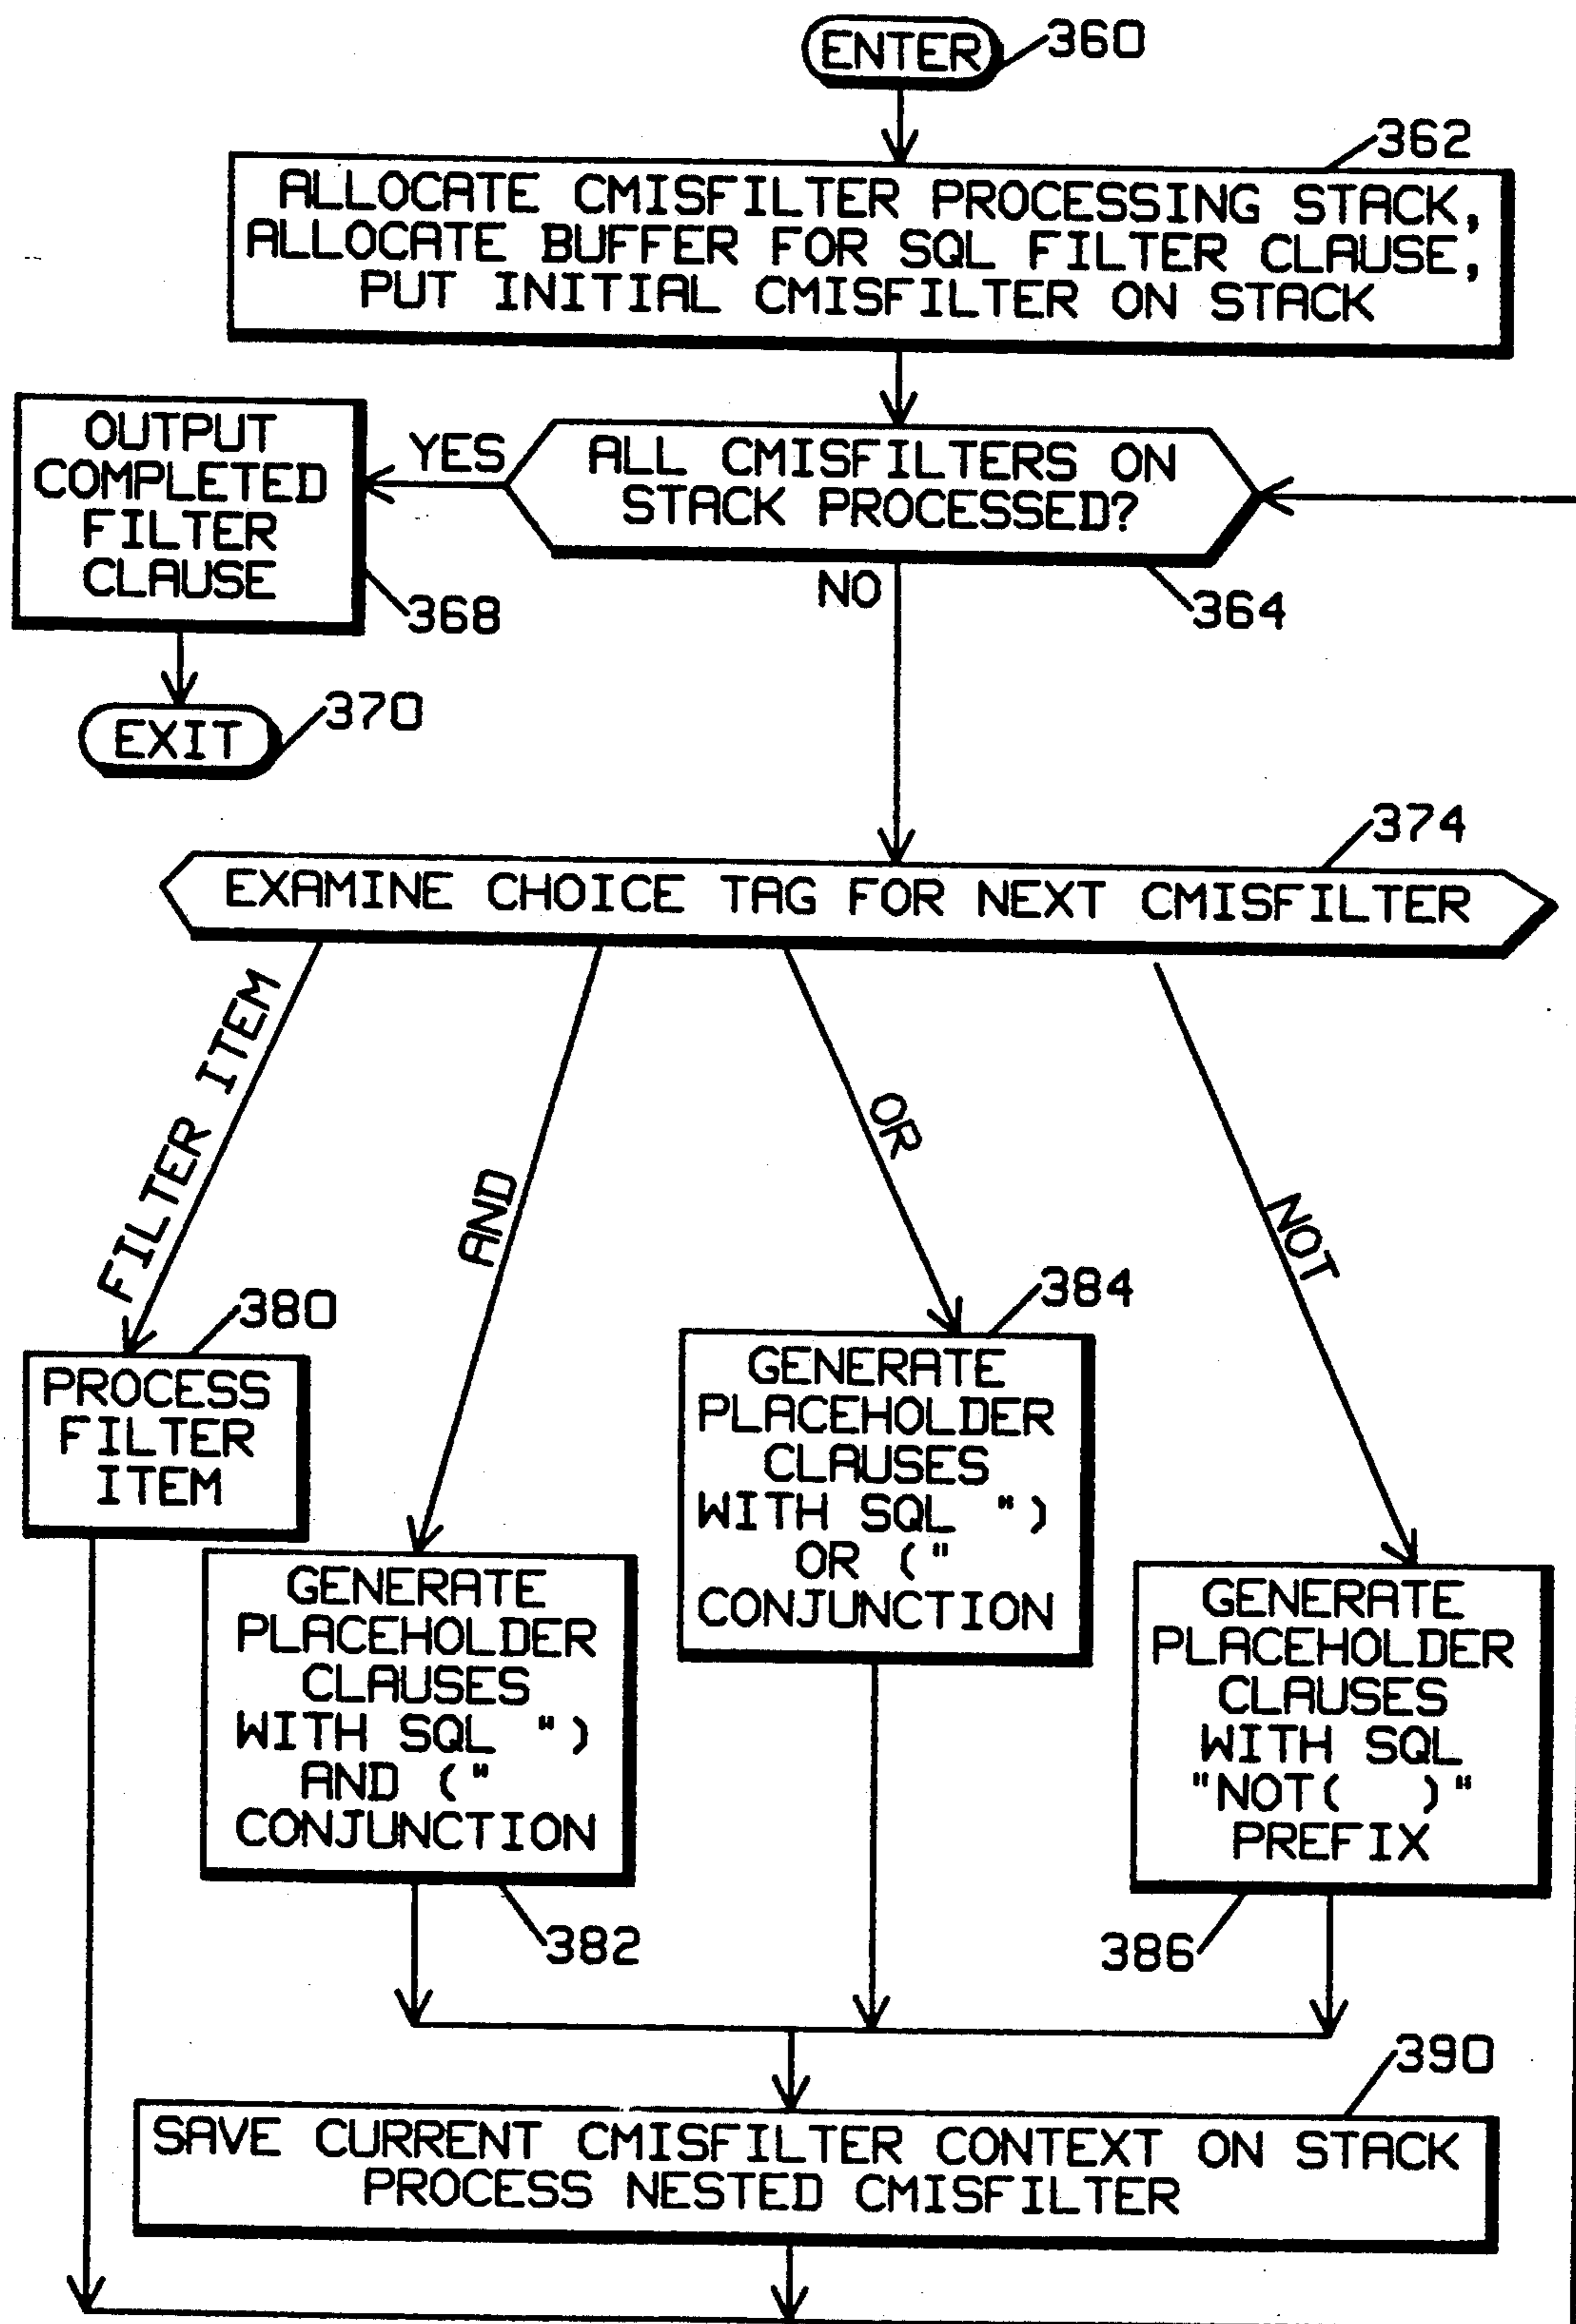 ENTER
360
362
ALLOCATE CMISFILTER PROCESSING STACK,
ALLOCATE BUFFER FOR SQL FILTER CLAUSE,
PUT INITIAL CMISFILTER ON STACK
OUTPUT
COMPLETED
FILTER
CLAUSE
368
YES
ALL CMISFILTERS ON
STACK PROCESSED?
364
NO
EXIT
370
374
EXAMINE CHOICE TAG FOR NEXT CMISFILTER
FILTER ITEM
AND
OR
NOT
380
PROCESS
FILTER
ITEM
GENERATE
PLACEHOLDER
CLAUSES
WITH SQL ")
AND ("
CONJUNCTION
382
384
GENERATE
PLACEHOLDER
CLAUSES
WITH SQL ")
OR ("
CONJUNCTION
GENERATE
PLACEHOLDER
CLAUSES
WITH SQL
"NOT( )"
PREFIX
386
390
SAVE CURRENT CMISFILTER CONTEXT ON STACK
PROCESS NESTED CMISFILTER